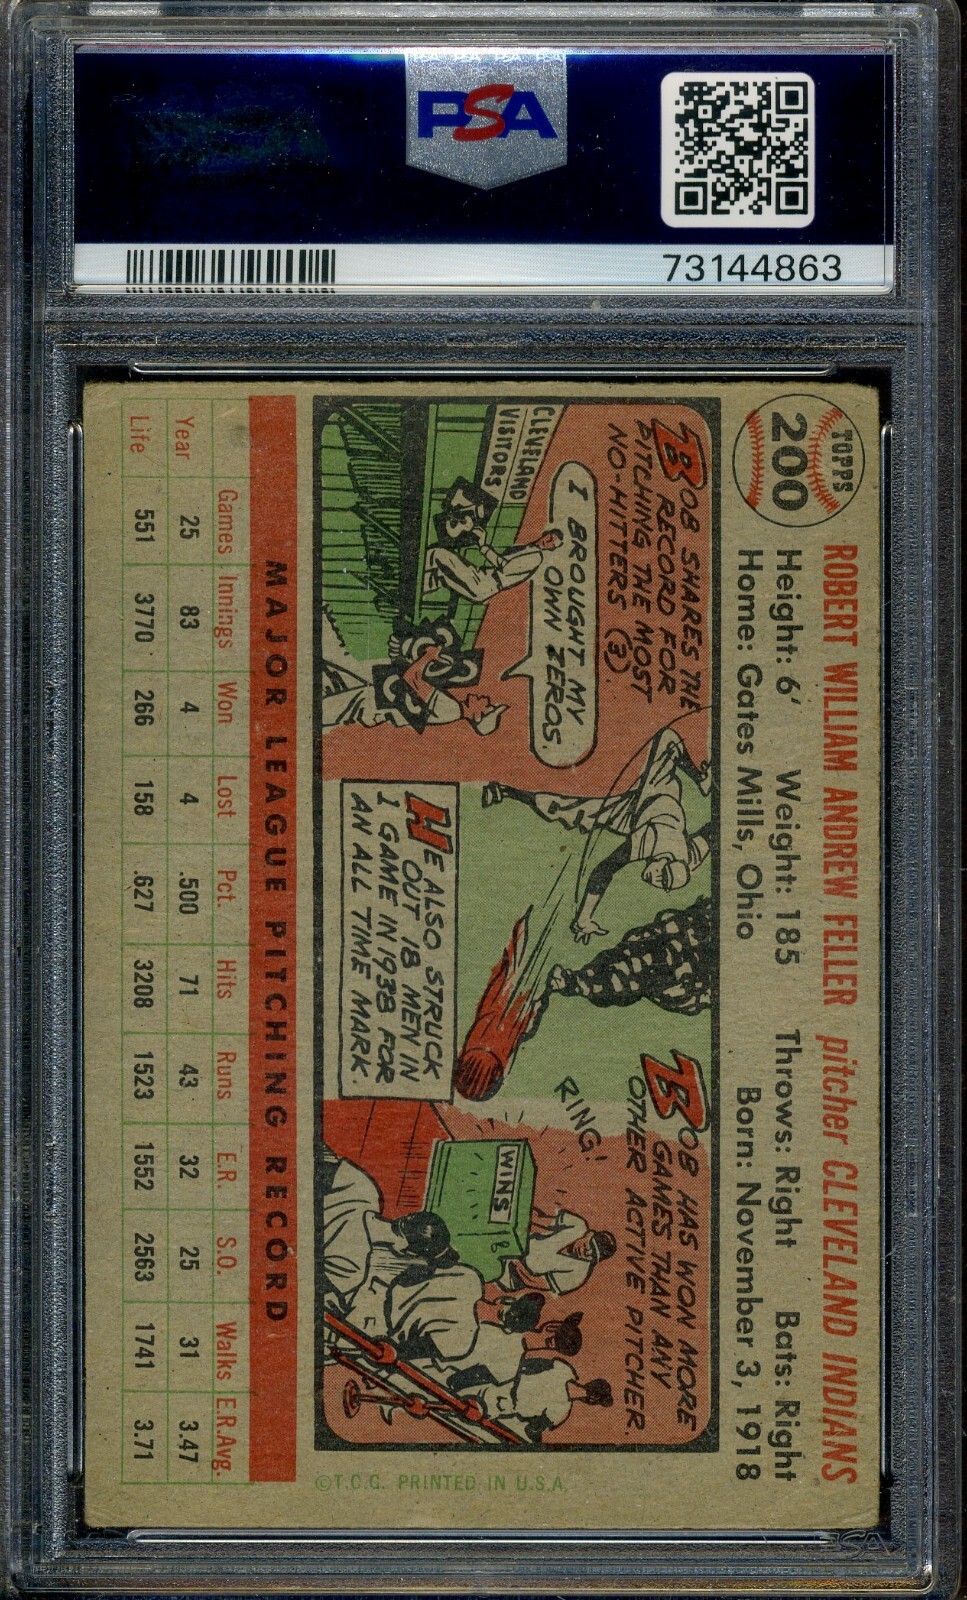 PSA
73144863
TOPPS
200
ROBERT WILLIAM ANDREW FELLER pitcher CLEVELAND INDIANS
Height: 6' Weight: 185 Throws: Right Bats: Right
Home: Gates Mills, Ohio Born: November 3, 1918
BOB SHARES THE
RECORD FOR
PITCHING THE MOST
NO-HITTERS (3).
I BROUGHT MY
OWN ZEROS.
CLEVELAND
VISITORS
HE ALSO STRUCK
OUT 18 MEN IN
1 GAME IN 1938 FOR
AN ALL TIME MARK.
BOB HAS WON MORE
GAMES THAN ANY
OTHER ACTIVE PITCHER.
RING!
WINS
MAJOR LEAGUE PITCHING RECORD
Games Innings Won Lost Pct. Hits Runs E.R. S.O. Walks E.R.Avg.
Year 25 83 4 4 .500 71 43 32 25 31 3.47
Life 551 3770 266 158 .627 3208 1523 1552 2563 1741 3.71
©T.C.G. PRINTED IN U.S.A.
PSA